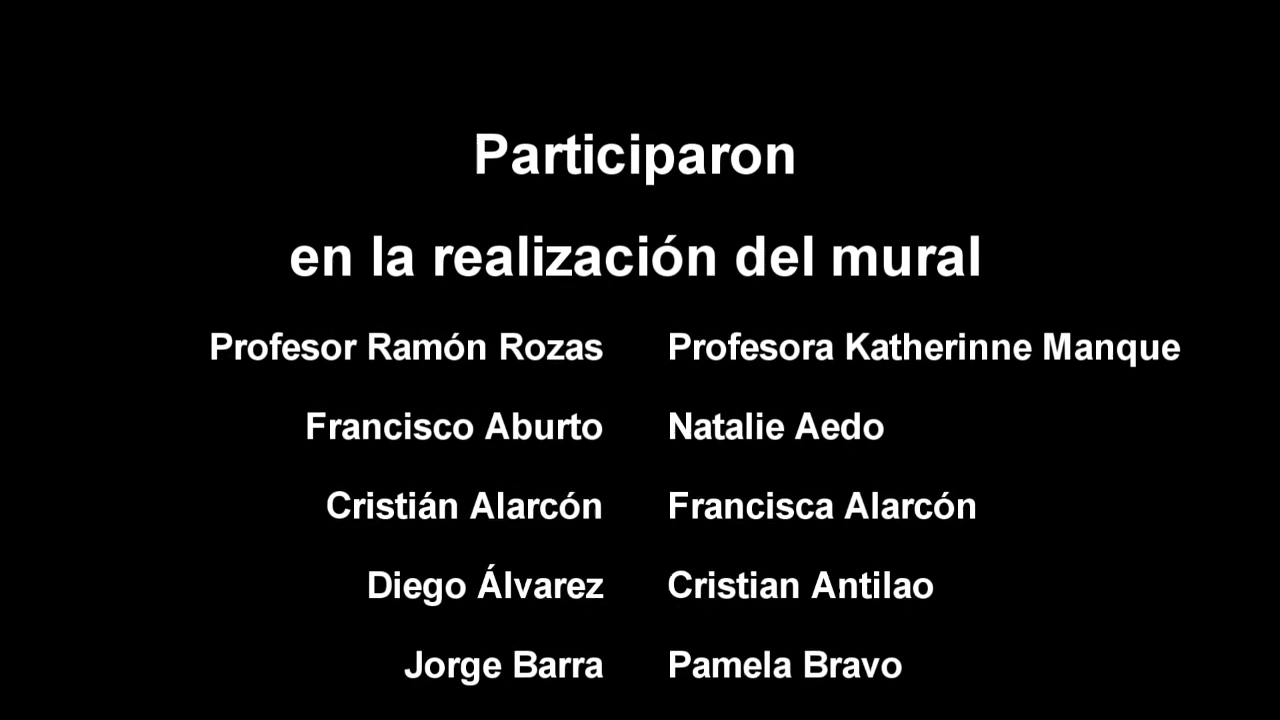 Participaron
en la realización del mural
Profesor Ramón Rozas Profesora Katherinne Manque
Francisco Aburto Natalie Aedo
Cristián Alarcón Francisca Alarcón
Diego Álvarez Cristian Antilao
Jorge Barra Pamela Bravo